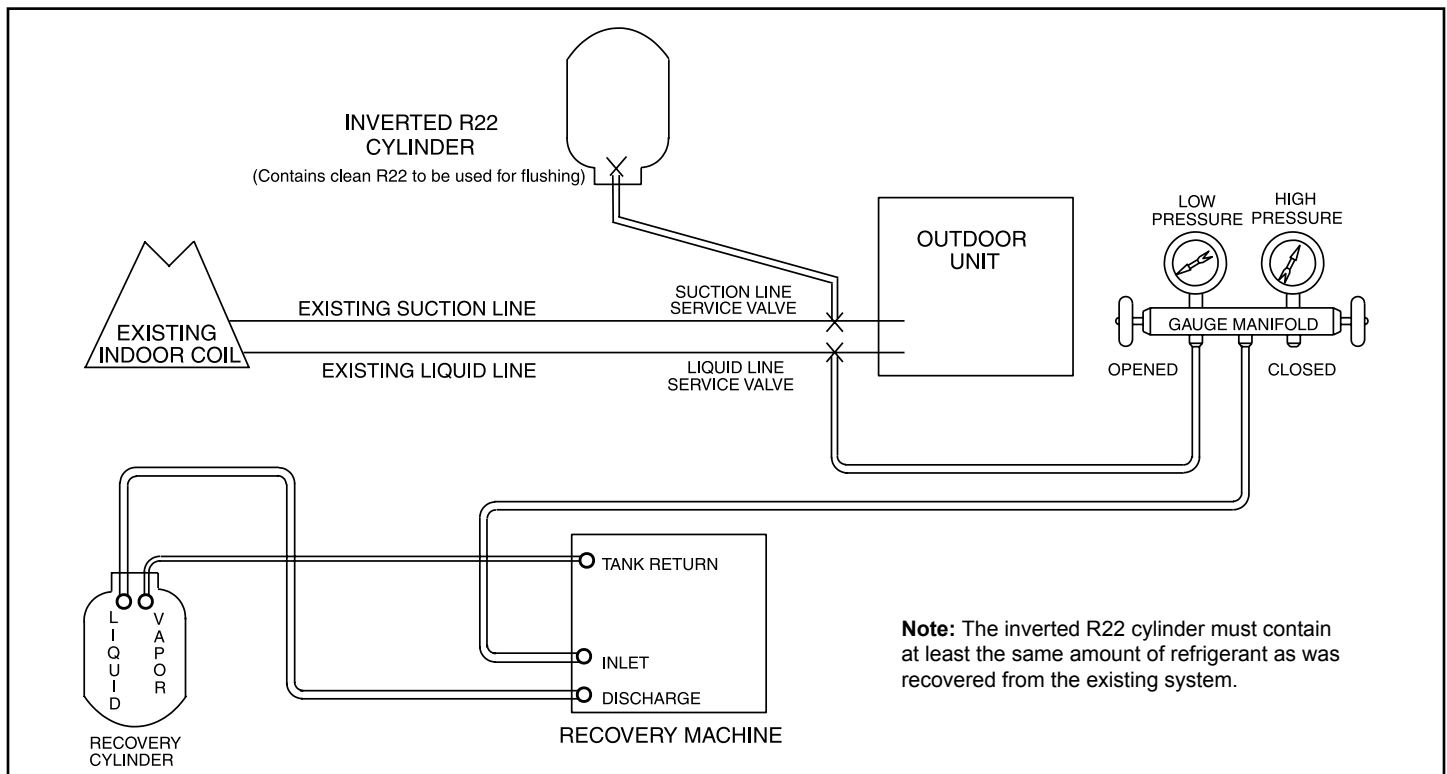 INVERTED R22
CYLINDER
(Contains clean R22 to be used for flushing)
LOW
PRESSURE
HIGH
PRESSURE
OUTDOOR
UNIT
EXISTING SUCTION LINE
SUCTION LINE
SERVICE VALVE
GAUGE MANIFOLD
EXISTING
INDOOR COIL
EXISTING LIQUID LINE
LIQUID LINE
SERVICE VALVE
OPENED
CLOSED
TANK RETURN
LIQUID
VAPOR
INLET
DISCHARGE
RECOVERY
CYLINDER
RECOVERY MACHINE
Note: The inverted R22 cylinder must contain
at least the same amount of refrigerant as was
recovered from the existing system.